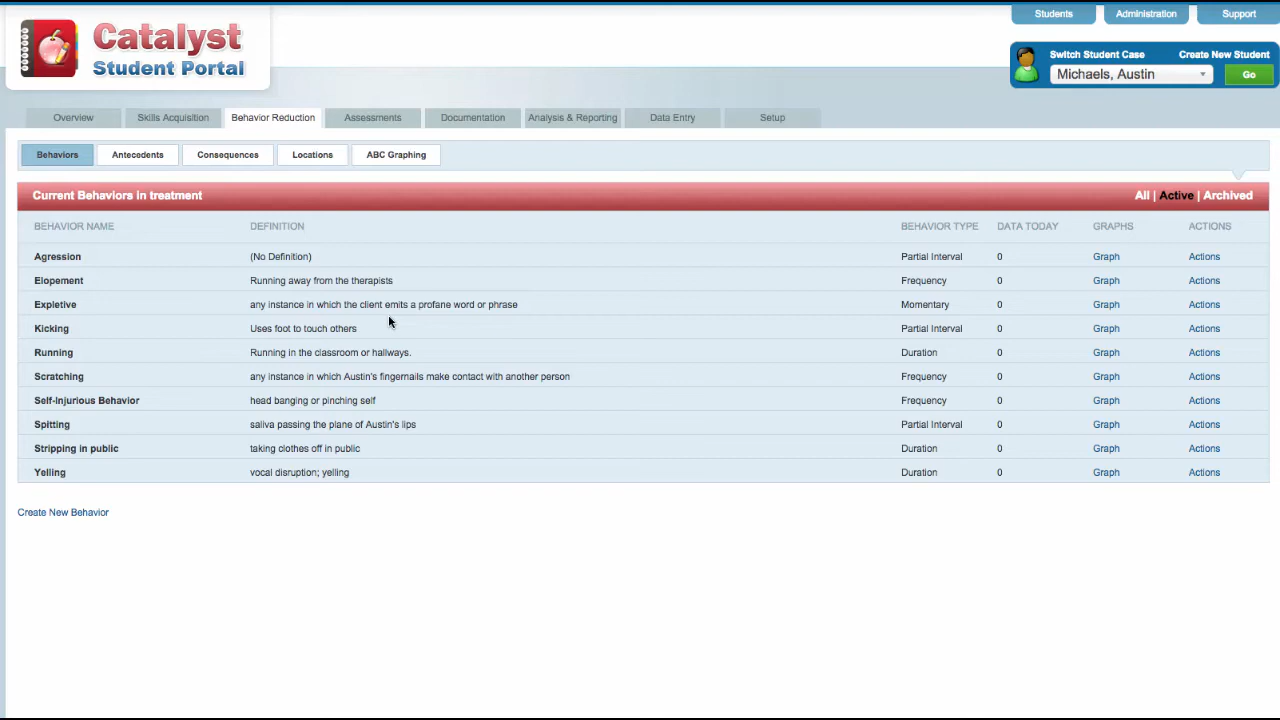 Students Administration Support
Catalyst
Student Portal
Switch Student Case Create New Student
Michaels, Austin Go
Overview Skills Acquisition Behavior Reduction Assessments Documentation Analysis & Reporting Data Entry Setup
Behaviors Antecedents Consequences Locations ABC Graphing
Current Behaviors in treatment All | Active | Archived
BEHAVIOR NAME DEFINITION BEHAVIOR TYPE DATA TODAY GRAPHS ACTIONS
Agression (No Definition) Partial Interval 0 Graph Actions
Elopement Running away from the therapists Frequency 0 Graph Actions
Expletive any instance in which the client emits a profane word or phrase Momentary 0 Graph Actions
Kicking Uses foot to touch others Partial Interval 0 Graph Actions
Running Running in the classroom or hallways. Duration 0 Graph Actions
Scratching any instance in which Austin's fingernails make contact with another person Frequency 0 Graph Actions
Self-Injurious Behavior head banging or pinching self Frequency 0 Graph Actions
Spitting saliva passing the plane of Austin's lips Partial Interval 0 Graph Actions
Stripping in public taking clothes off in public Duration 0 Graph Actions
Yelling vocal disruption; yelling Duration 0 Graph Actions
Create New Behavior